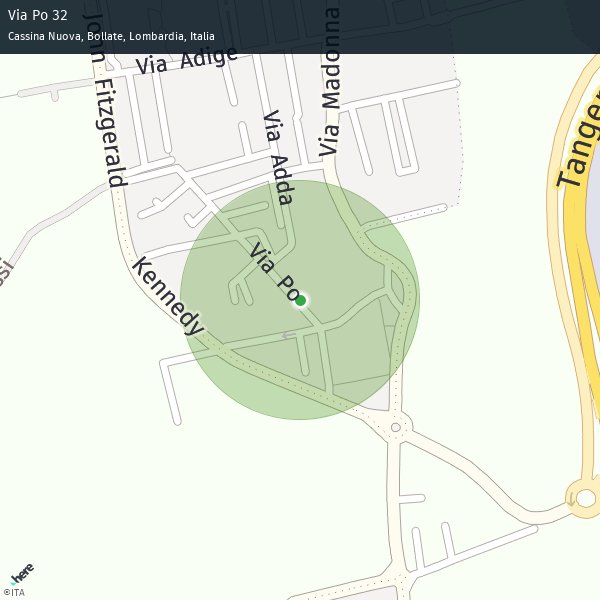 Via Po 32
Cassina Nuova, Bollate, Lombardia, Italia
Via Adige
John Fitzgerald
Via Madonna
Via Adda
Via Po
Kennedy
here
©ITA